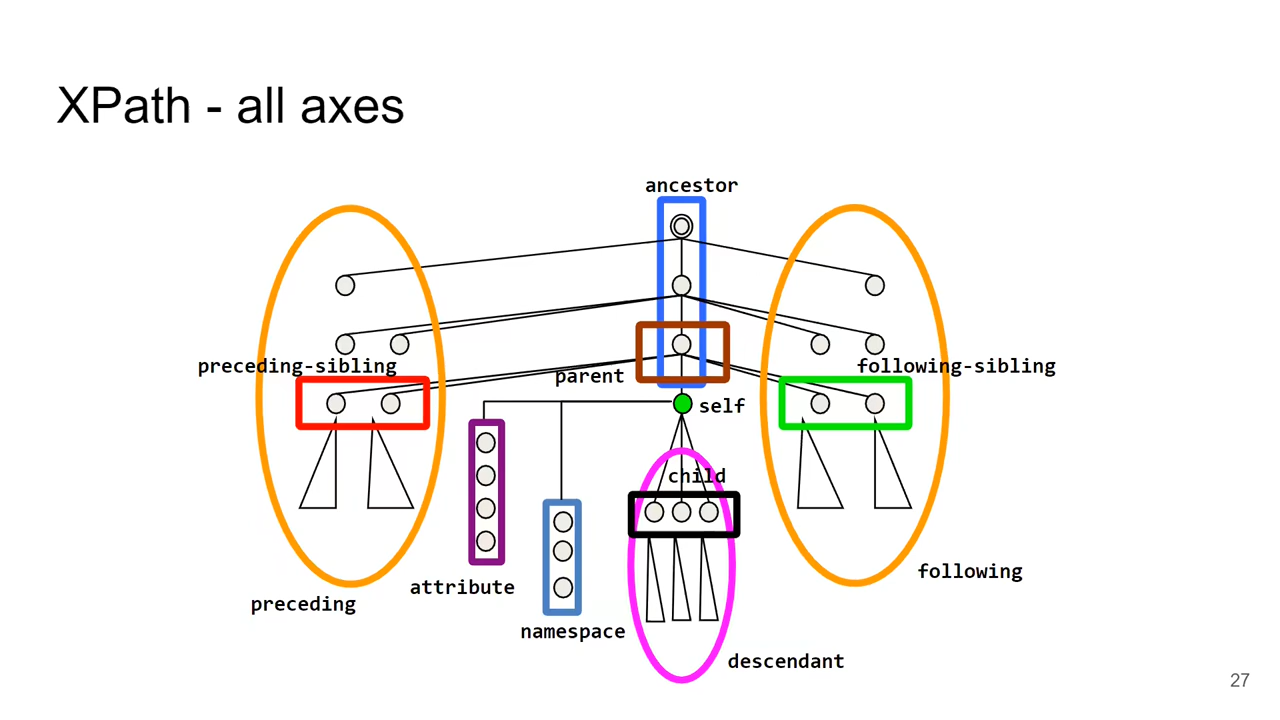 XPath - all axes
ancestor
preceding-sibling
following-sibling
parent
self
child
following
attribute
preceding
namespace
descendant
27